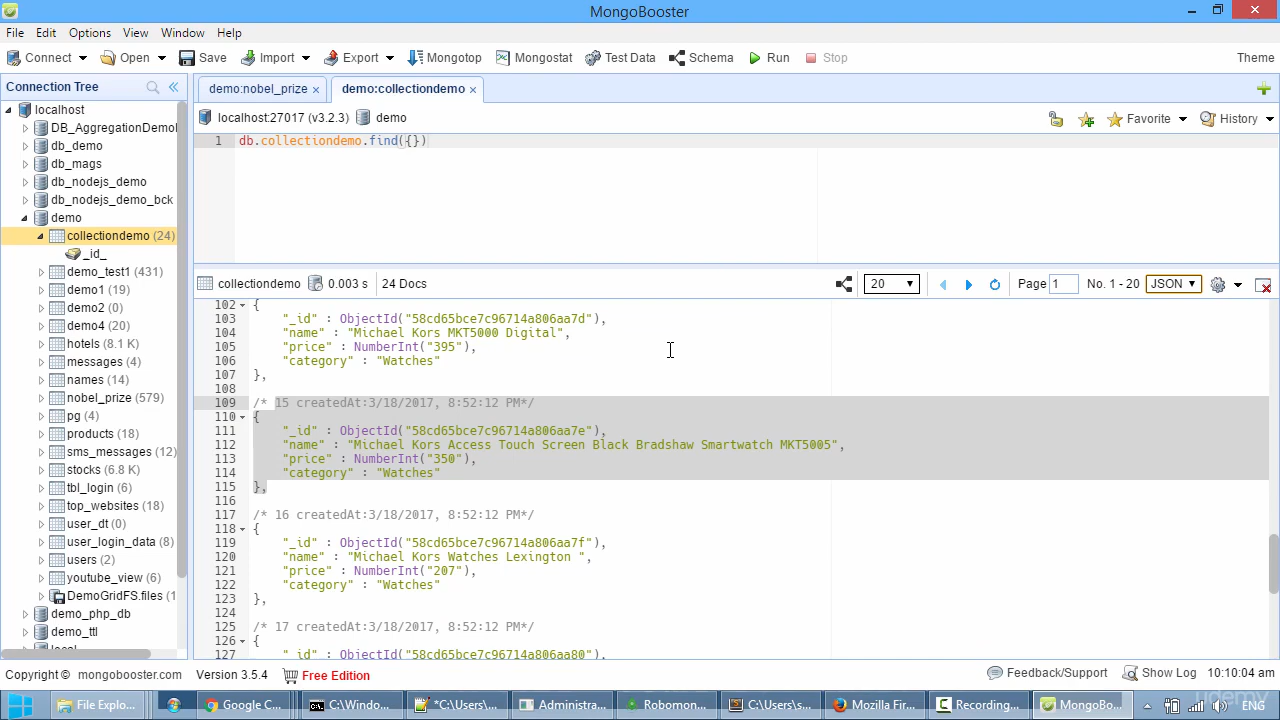 MongoBooster
File Edit Options View Window Help
Connect Open Save Import Export Mongotop Mongostat Test Data Schema Run Stop Theme
Connection Tree
demo:nobel_prize × demo:collectiondemo ×
localhost
localhost:27017 (v3.2.3) demo Favorite History
DB_AggregationDemo
1 db.collectiondemo.find({})
db_demo
db_mags
db_nodejs_demo
db_nodejs_demo_bck
demo
collectiondemo (24)
_id_
demo_test1 (431)
demo1 (19)
demo2 (0)
demo4 (20)
hotels (8.1 K)
messages (4)
names (14)
nobel_prize (579)
pg (4)
products (18)
sms_messages (12)
stocks (6.8 K)
tbl_login (6)
top_websites (18)
user_dt (0)
user_login_data (8)
users (2)
youtube_view (6)
DemoGridFS.files (1
demo_php_db
demo_ttl
collectiondemo 0.003 s 24 Docs 20 Page 1 No. 1 - 20 JSON
102 {
103 "_id" : ObjectId("58cd65bce7c96714a806aa7d"),
104 "name" : "Michael Kors MKT5000 Digital",
105 "price" : NumberInt("395"),
106 "category" : "Watches"
107 },
108
109 /* 15 createdAt:3/18/2017, 8:52:12 PM*/
110 {
111 "_id" : ObjectId("58cd65bce7c96714a806aa7e"),
112 "name" : "Michael Kors Access Touch Screen Black Bradshaw Smartwatch MKT5005",
113 "price" : NumberInt("350"),
114 "category" : "Watches"
115 },
116
117 /* 16 createdAt:3/18/2017, 8:52:12 PM*/
118 {
119 "_id" : ObjectId("58cd65bce7c96714a806aa7f"),
120 "name" : "Michael Kors Watches Lexington ",
121 "price" : NumberInt("207"),
122 "category" : "Watches"
123 },
124
125 /* 17 createdAt:3/18/2017, 8:52:12 PM*/
126 {
127 "_id" : ObjectId("58cd65bce7c96714a806aa80"),
Copyright © mongobooster.com Version 3.5.4 Free Edition Feedback/Support Show Log 10:10:04 am
File Explo... Google C... C:\Windo... *C:\Users\... Administra... Robomon... C:\Users\s... Mozilla Fir... Recording... MongoBo... ENG
udemy